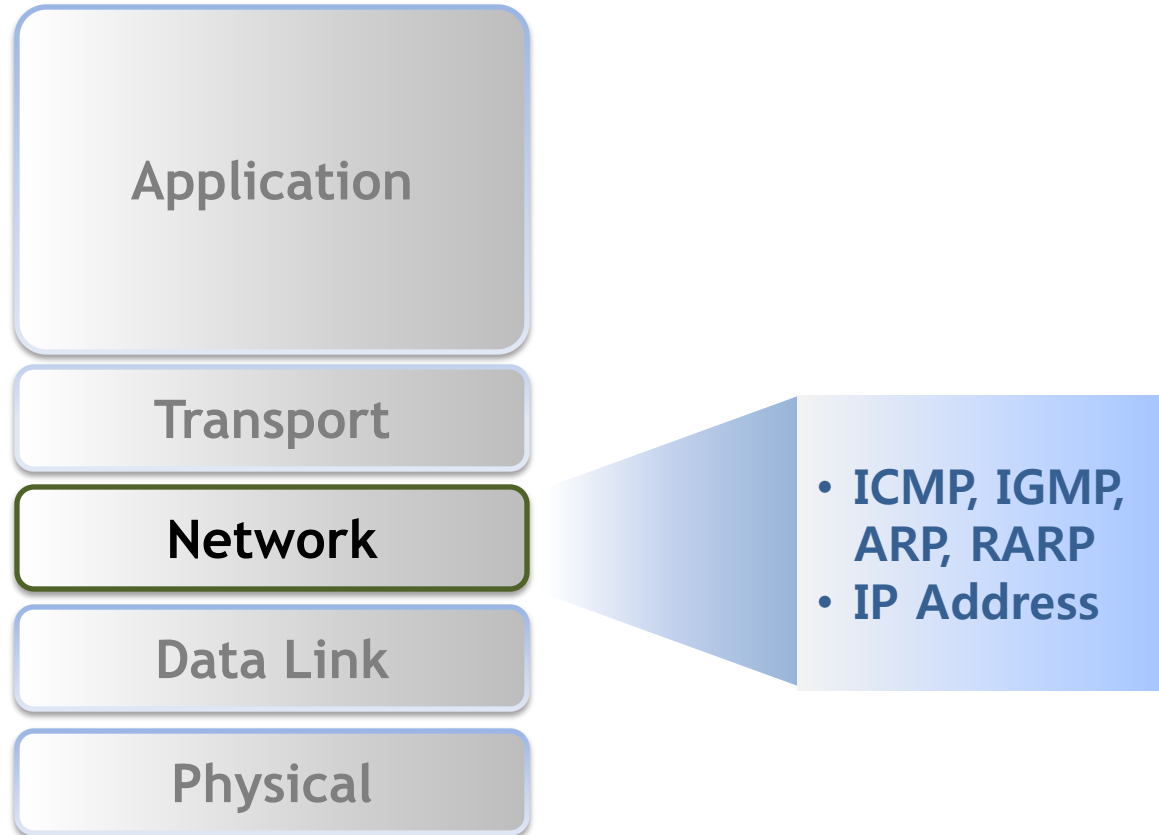 Application
Transport
Network
Data Link
Physical
• ICMP, IGMP,
ARP, RARP
• IP Address